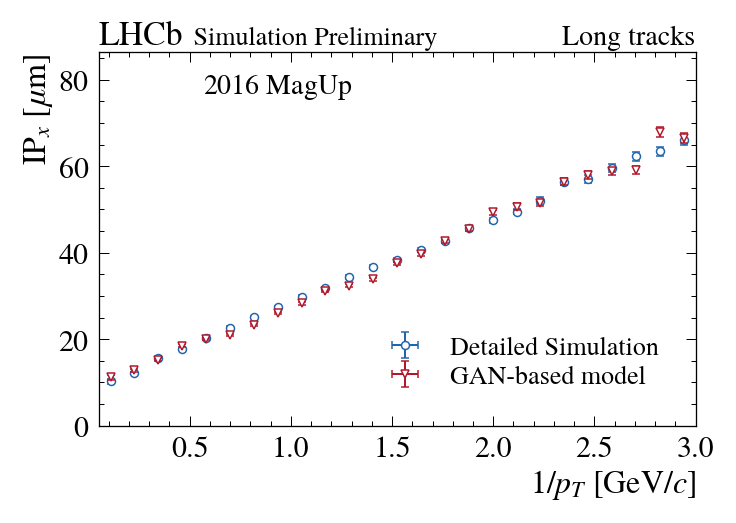 LHCb Simulation Preliminary Long tracks
2016 MagUp
IPx [μm]
80
60
40
20
0
Detailed Simulation
GAN-based model
0.5 1.0 1.5 2.0 2.5 3.0
1/pT [GeV/c]